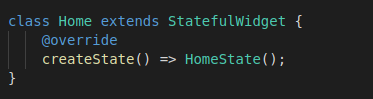 class Home extends StatefulWidget {
    @override
    createState() => HomeState();
}